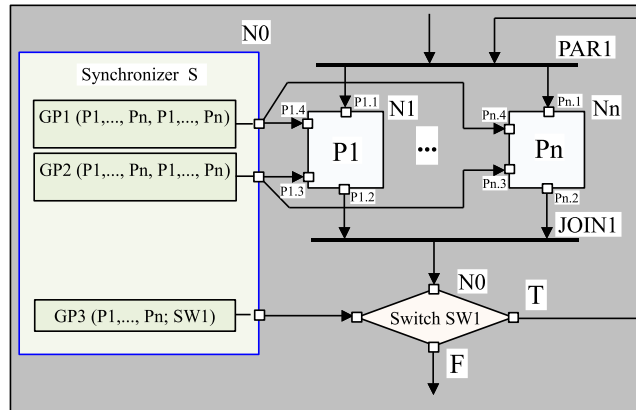 N0
PAR1
Synchronizer S
GP1 (P1,..., Pn, P1,..., Pn)
P1.4
P1.1
N1
Pn.4
Pn.1
Nn
P1
...
Pn
GP2 (P1,..., Pn, P1,..., Pn)
P1.3
P1.2
Pn.3
Pn.2
JOIN1
N0
GP3 (P1,..., Pn; SW1)
Switch SW1
T
F